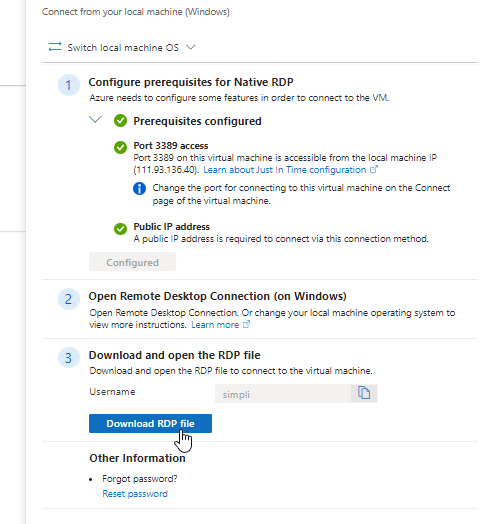 Connect from your local machine (Windows)
Switch local machine OS
1 Configure prerequisites for Native RDP
Azure needs to configure some features in order to connect to the VM.
Prerequisites configured
Port 3389 access
Port 3389 on this virtual machine is accessible from the local machine IP
(111.93.136.40). Learn about Just In Time configuration
Change the port for connecting to this virtual machine on the Connect
page of the virtual machine.
Public IP address
A public IP address is required to connect via this connection method.
Configured
2 Open Remote Desktop Connection (on Windows)
Open Remote Desktop Connection. Or change your local machine operating system to
view more instructions. Learn more
3 Download and open the RDP file
Download and open the RDP file to connect to the virtual machine.
Username simpli
Download RDP file
Other Information
• Forgot password?
Reset password